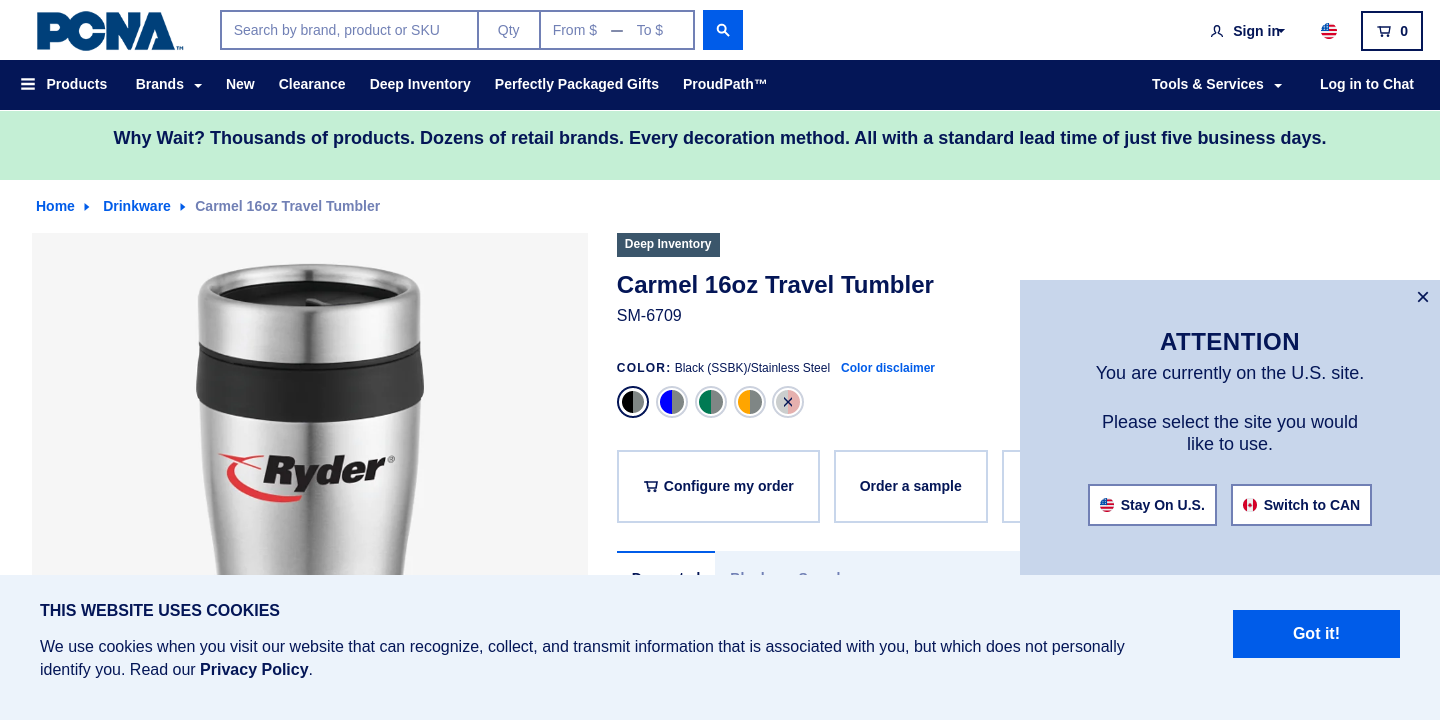 PCNA™
Search by brand, product or SKU
Qty
From $ — To $
Sign in
0
Products
Brands
New
Clearance
Deep Inventory
Perfectly Packaged Gifts
ProudPath™
Tools & Services
Log in to Chat
Why Wait? Thousands of products. Dozens of retail brands. Every decoration method. All with a standard lead time of just five business days.
Home
Drinkware
Carmel 16oz Travel Tumbler
Deep Inventory
Carmel 16oz Travel Tumbler
SM-6709
COLOR: Black (SSBK)/Stainless Steel Color disclaimer
Ryder®
Configure my order
Order a sample
ATTENTION
You are currently on the U.S. site.
Please select the site you would
like to use.
Stay On U.S.
Switch to CAN
THIS WEBSITE USES COOKIES
We use cookies when you visit our website that can recognize, collect, and transmit information that is associated with you, but which does not personally
identify you. Read our Privacy Policy.
Got it!